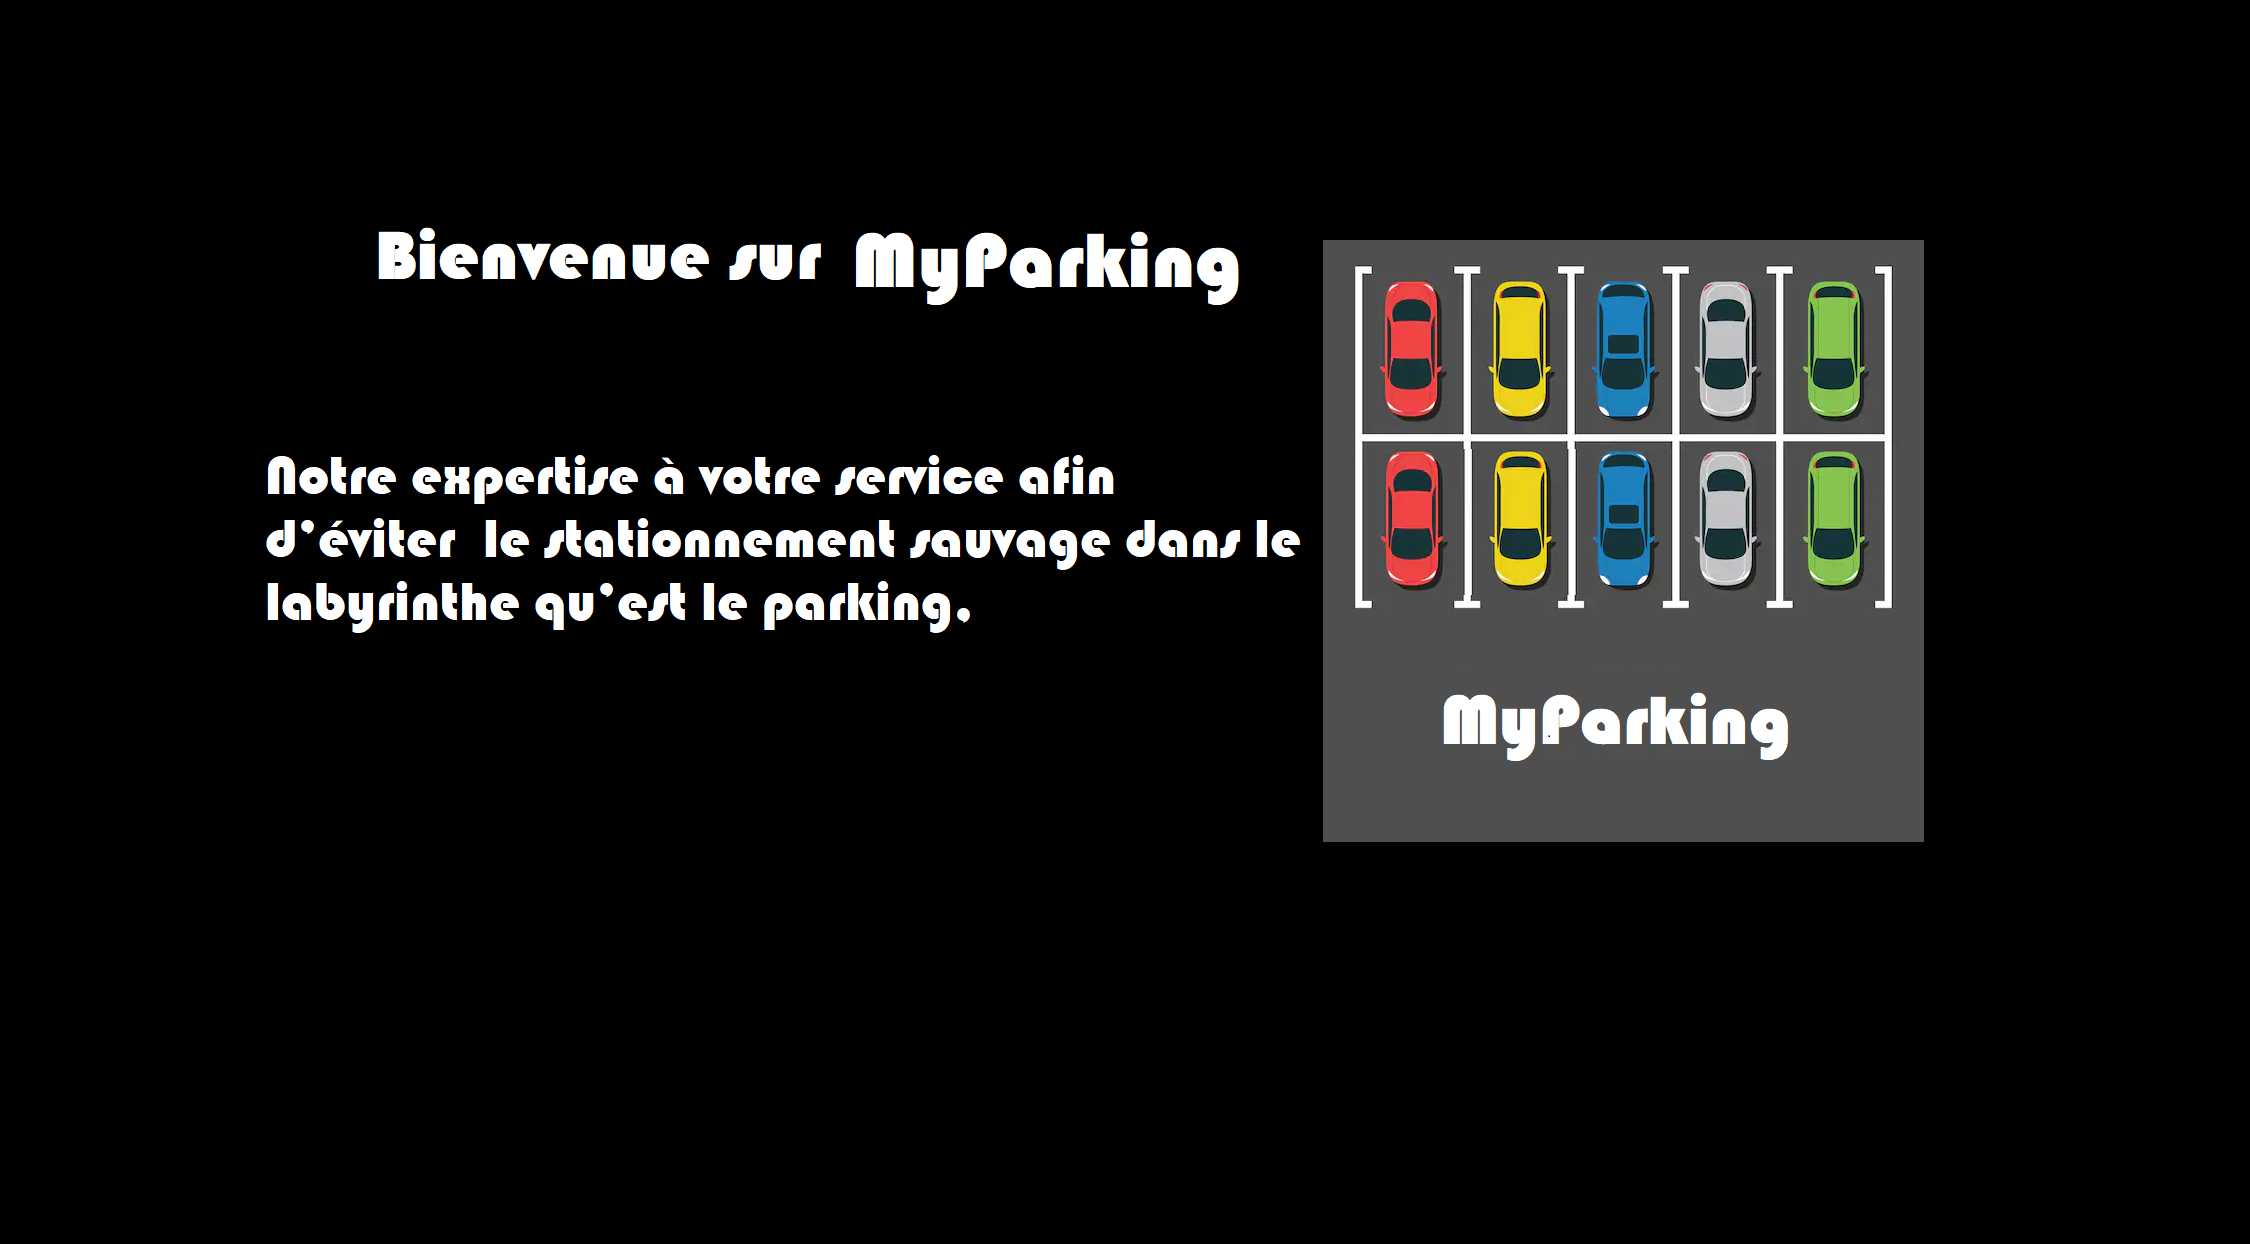 Bienvenue sur MyParking
Notre expertise à votre service afin
d'éviter le stationnement sauvage dans le
labyrinthe qu'est le parking,
MyParking